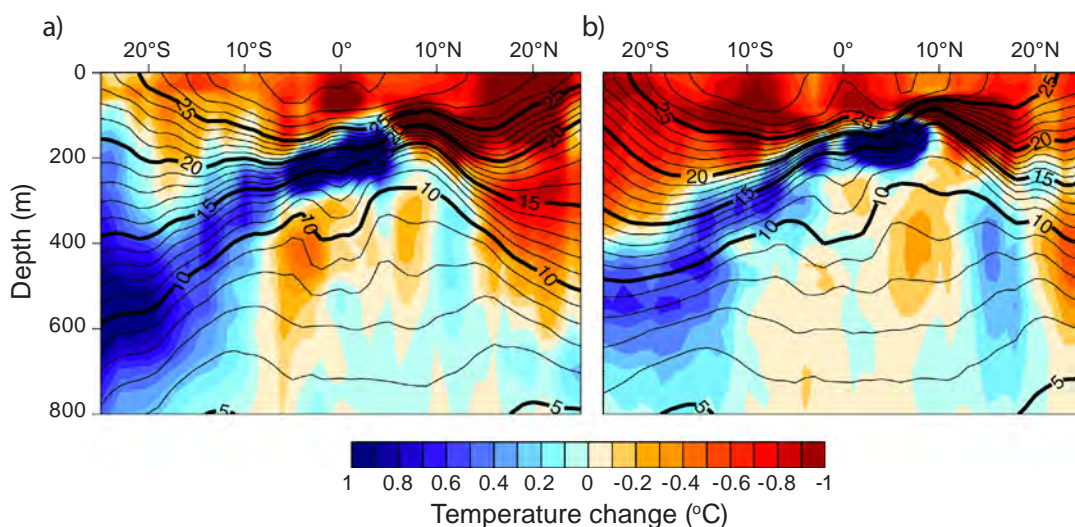 a)
20°S 10°S 0° 10°N 20°N
b)
20°S 10°S 0° 10°N 20°N
0
200
400
600
800
Depth (m)
25 20 15 10 10 5 25 25 20 15 10 5
25 20 15 10 10 25 25 20 15 10 5
1 0.8 0.6 0.4 0.2 0 -0.2 -0.4 -0.6 -0.8 -1
Temperature change (°C)